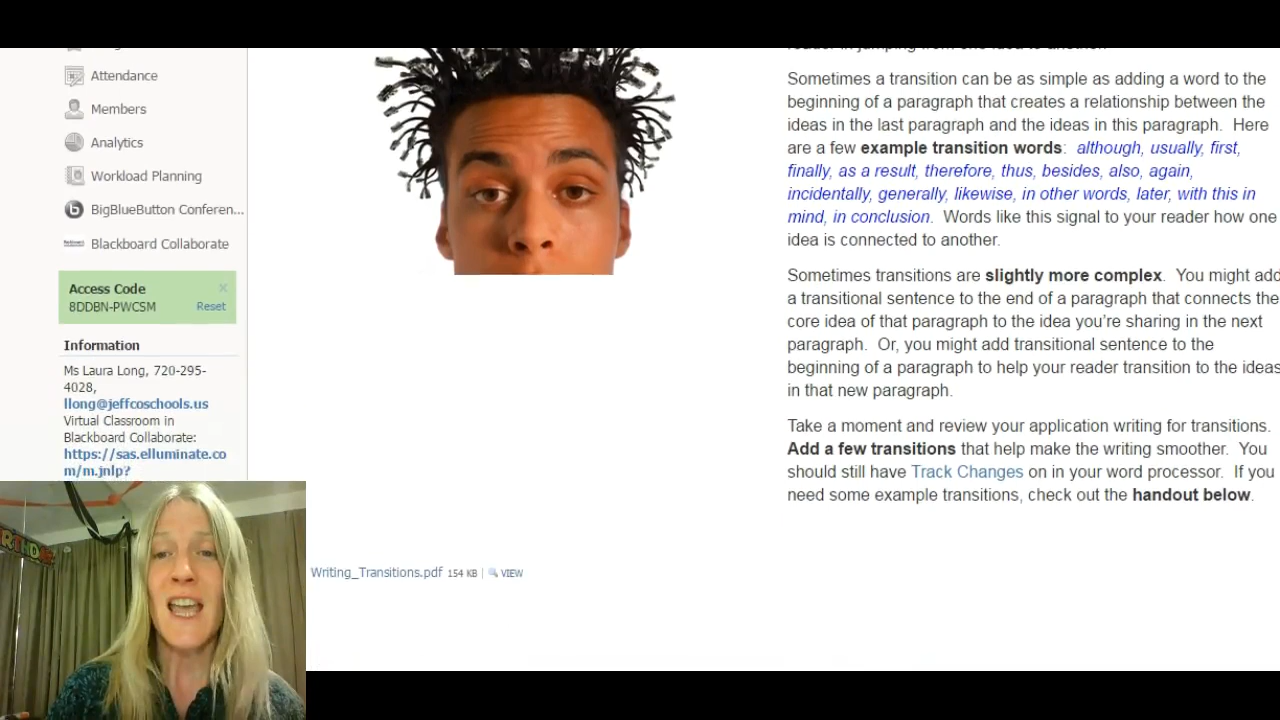 Attendance
Members
Analytics
Workload Planning
BigBlueButton Conferen...
Blackboard Collaborate
Access Code
8DDBN-PWCSM Reset
Information
Ms Laura Long, 720-295-
4028,
llong@jeffcoschools.us
Virtual Classroom in
Blackboard Collaborate:
https://sas.elluminate.co
m/m.jnlp?
reader in jumping from one idea to another.
Sometimes a transition can be as simple as adding a word to the
beginning of a paragraph that creates a relationship between the
ideas in the last paragraph and the ideas in this paragraph. Here
are a few example transition words: although, usually, first,
finally, as a result, therefore, thus, besides, also, again,
incidentally, generally, likewise, in other words, later, with this in
mind, in conclusion. Words like this signal to your reader how one
idea is connected to another.
Sometimes transitions are slightly more complex. You might add
a transitional sentence to the end of a paragraph that connects the
core idea of that paragraph to the idea you're sharing in the next
paragraph. Or, you might add transitional sentence to the
beginning of a paragraph to help your reader transition to the ideas
in that new paragraph.
Take a moment and review your application writing for transitions.
Add a few transitions that help make the writing smoother. You
should still have Track Changes on in your word processor. If you
need some example transitions, check out the handout below.
Writing_Transitions.pdf 154 KB VIEW